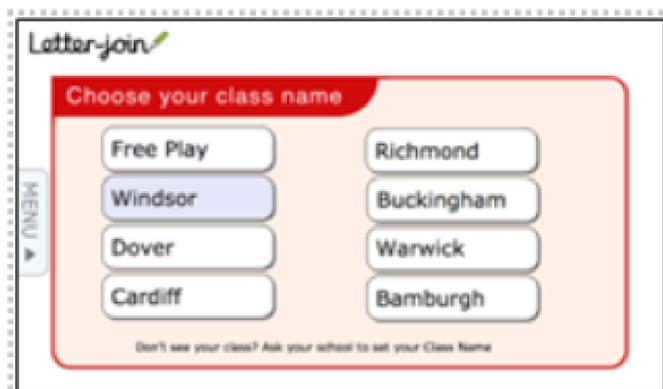 Letter-join
Choose your class name
Free Play
Windsor
Dover
Cardiff
Richmond
Buckingham
Warwick
Bamburgh
MENU
Don't see your class? Ask your school to set your Class Name